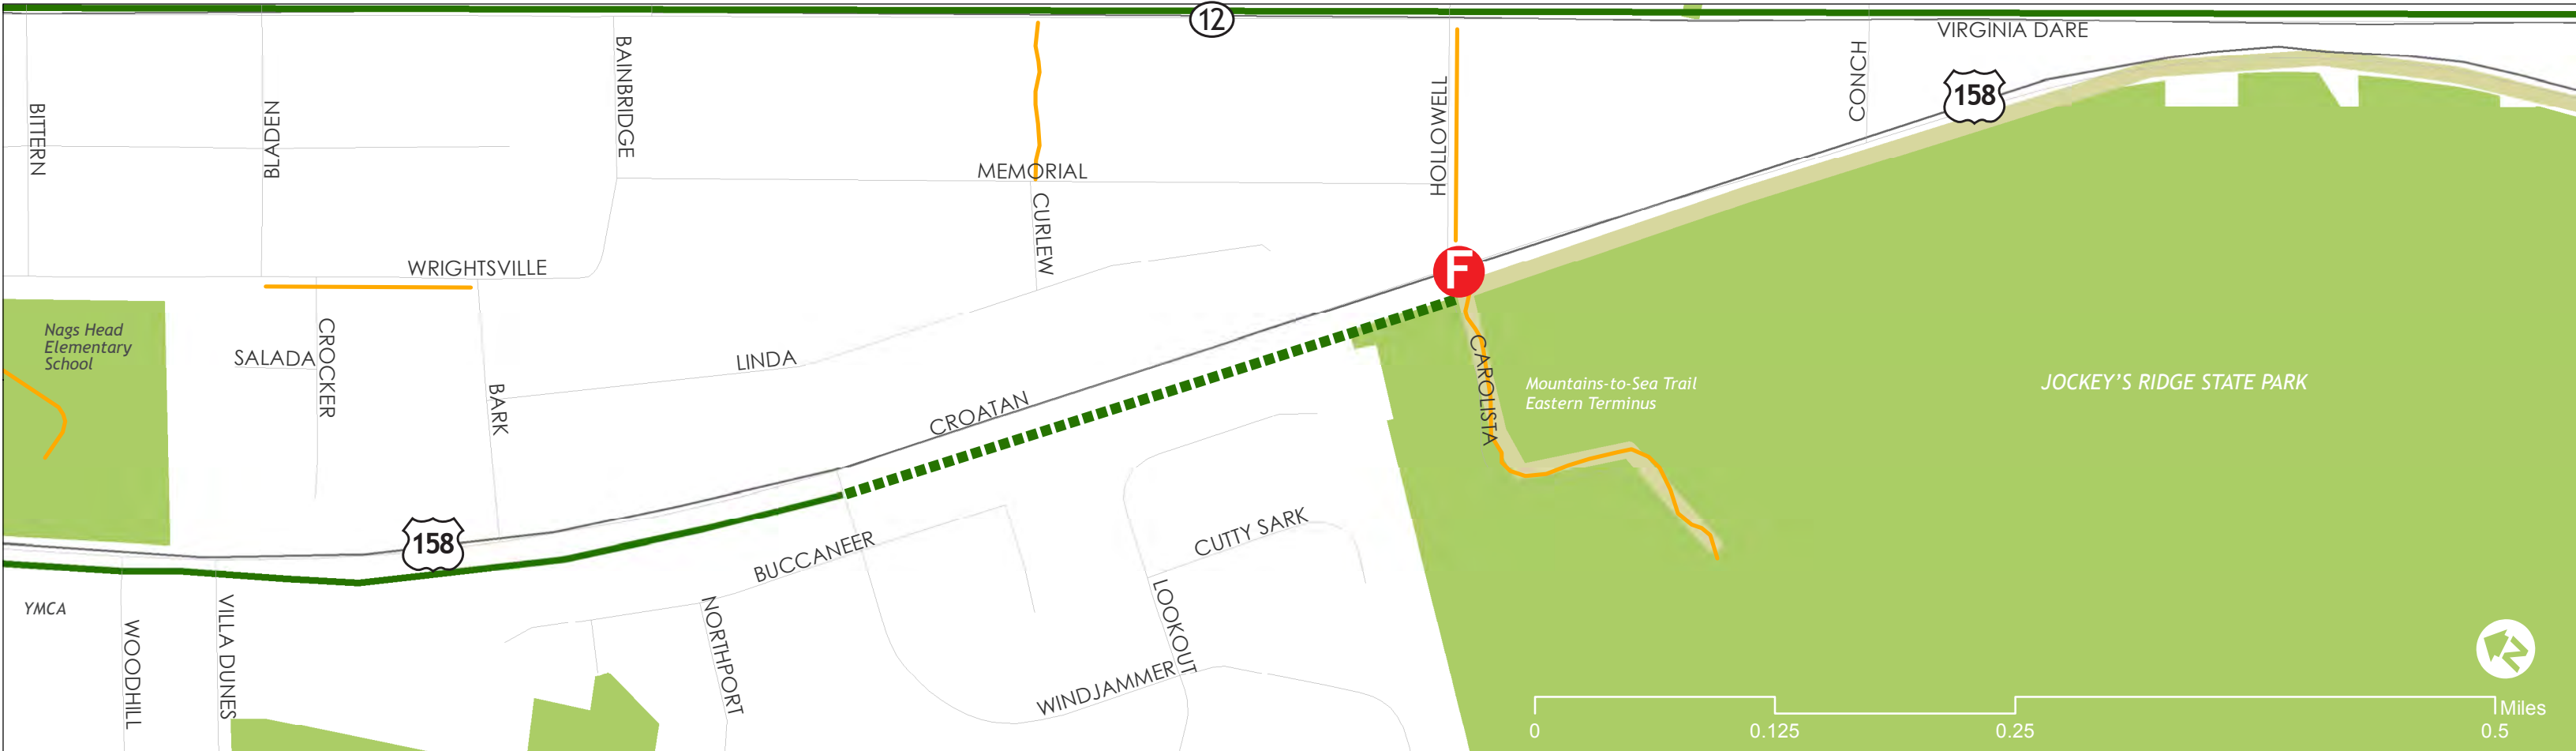 12
VIRGINIA DARE
BITTERN
BLADEN
BAINBRIDGE
HOLLOWELL
CONCH
158
MEMORIAL
CURLEW
WRIGHTSVILLE
F
Nags Head
Elementary
School
SALADA
CROCKER
LINDA
BARK
CROATAN
CAROLISTA
Mountains-to-Sea Trail
Eastern Terminus
JOCKEY'S RIDGE STATE PARK
158
BUCCANEER
CUTTY SARK
YMCA
WOODHILL
VILLA DUNES
NORTHPORT
LOOKOUT
WINDJAMMER
N
Miles
0
0.125
0.25
0.5